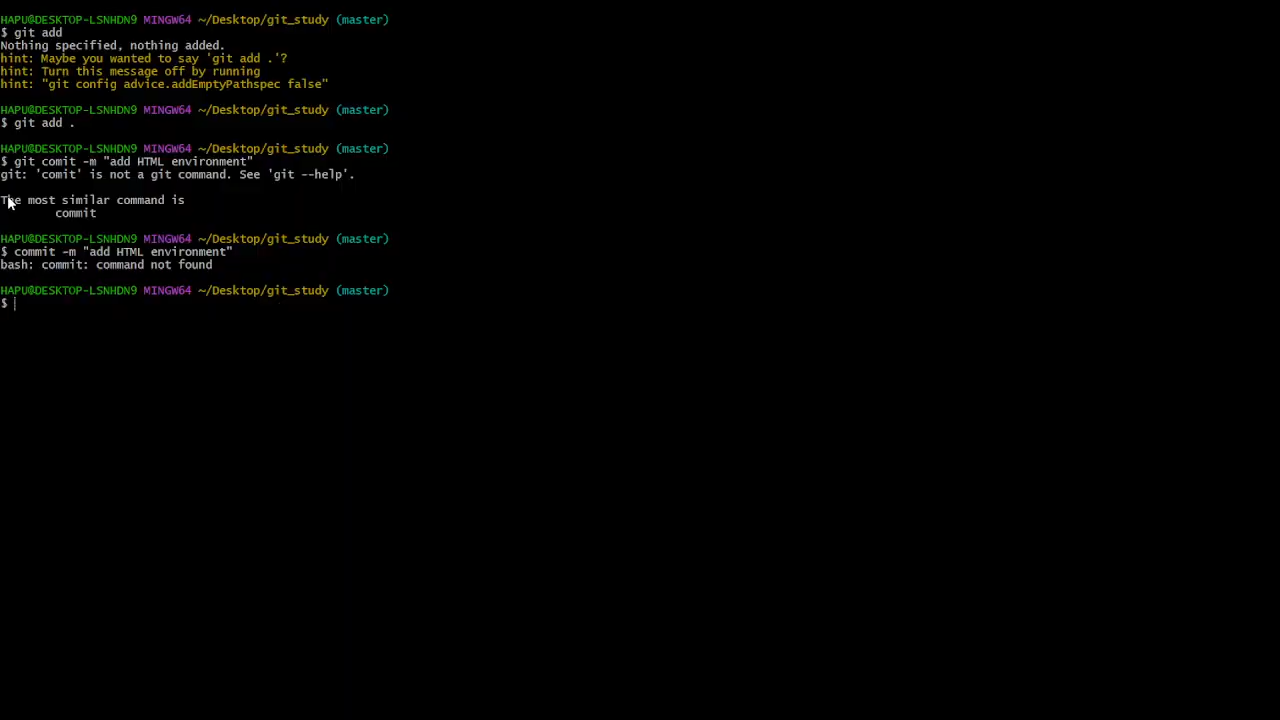 HAPU@DESKTOP-LSNHDN9 MINGW64 ~/Desktop/git_study (master)
$ git add
Nothing specified, nothing added.
hint: Maybe you wanted to say 'git add .'?
hint: Turn this message off by running
hint: "git config advice.addEmptyPathspec false"
HAPU@DESKTOP-LSNHDN9 MINGW64 ~/Desktop/git_study (master)
$ git add .
HAPU@DESKTOP-LSNHDN9 MINGW64 ~/Desktop/git_study (master)
$ git comit -m "add HTML environment"
git: 'comit' is not a git command. See 'git --help'.
The most similar command is
commit
HAPU@DESKTOP-LSNHDN9 MINGW64 ~/Desktop/git_study (master)
$ commit -m "add HTML environment"
bash: commit: command not found
HAPU@DESKTOP-LSNHDN9 MINGW64 ~/Desktop/git_study (master)
$